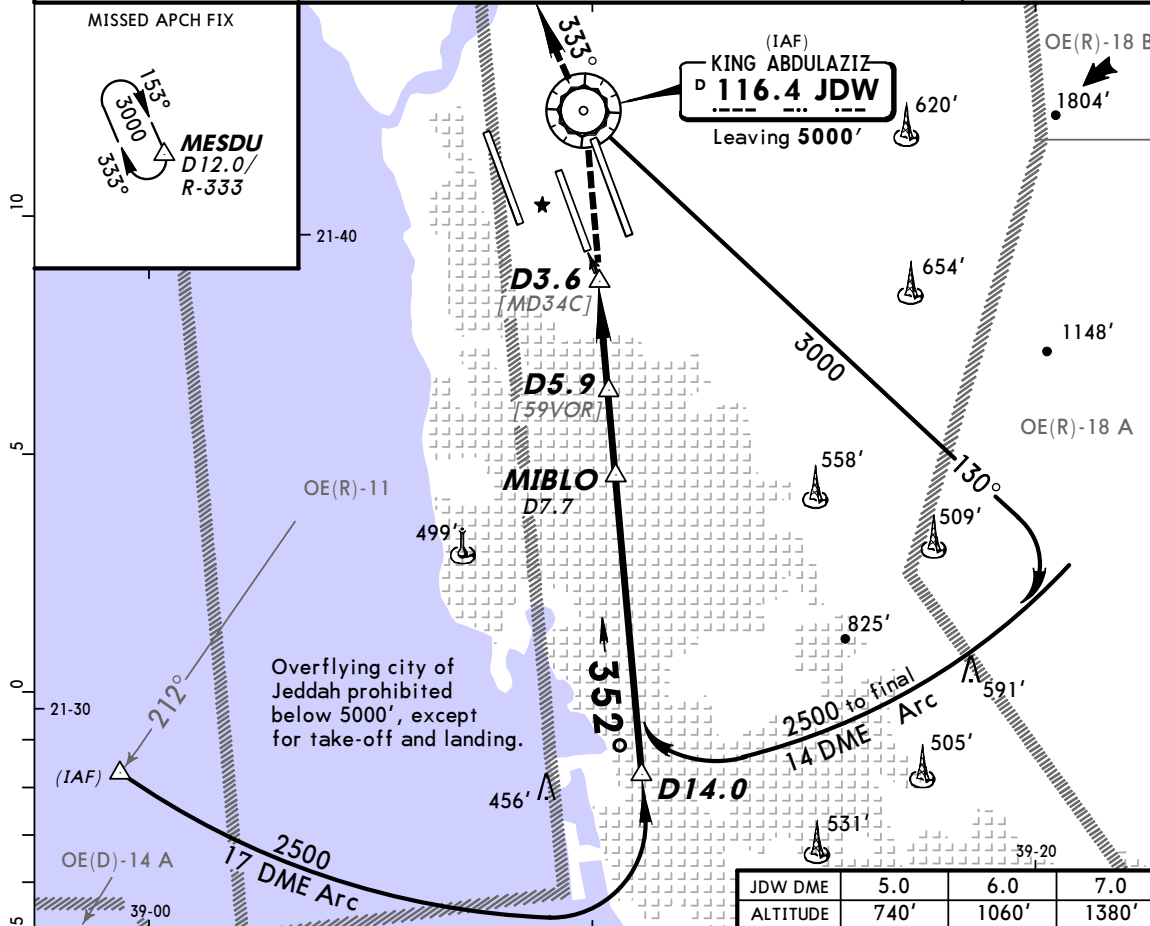 MISSED APCH FIX
153°
3000
333°
MESDU
D12.0/
R-333
333°
(IAF)
KING ABDULAZIZ
D 116.4 JDW
Leaving 5000'
OE(R)-18 B
1804'
620'
10
21-40
D3.6
[MD34C]
654'
1148'
3000
D5.9
[59VOR]
OE(R)-18 A
5
130°
558'
MIBLO
D7.7
OE(R)-11
509'
499'
825'
352°
Overflying city of
Jeddah prohibited
below 5000', except
for take-off and landing.
0
21-30
212°
591'
2500 to final
14 DME Arc
(IAF)
D14.0
505'
456'
531'
2500
17 DME Arc
OE(D)-14 A
39-20
39-00
5
JDW DME 5.0 6.0 7.0
ALTITUDE 740' 1060' 1380'